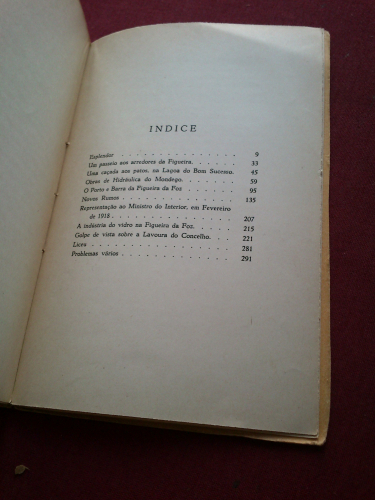 INDICE
Esplendor . . . . . . . . . . . . . . 9
Um passeio aos arredores da Figueira. . . . . . 33
Uma caçada aos patos, na Lagoa do Bom Sucesso. 45
Obras de Hidráulica do Mondego. . . . . . . . 59
O Porto e Barra da Figueira da Foz . . . . . . 95
Novos Rumos . . . . . . . . . . . . . 135
Representação ao Ministro do Interior, em Fevereiro
de 1918 . . . . . . . . . . . . . . 207
A indústria do vidro na Figueira da Foz. . . . . 215
Golpe de vista sobre a Lavoura do Concelho. . . 221
Liceu . . . . . . . . . . . . . . . 281
Problemas vários . . . . . . . . . . . . 291